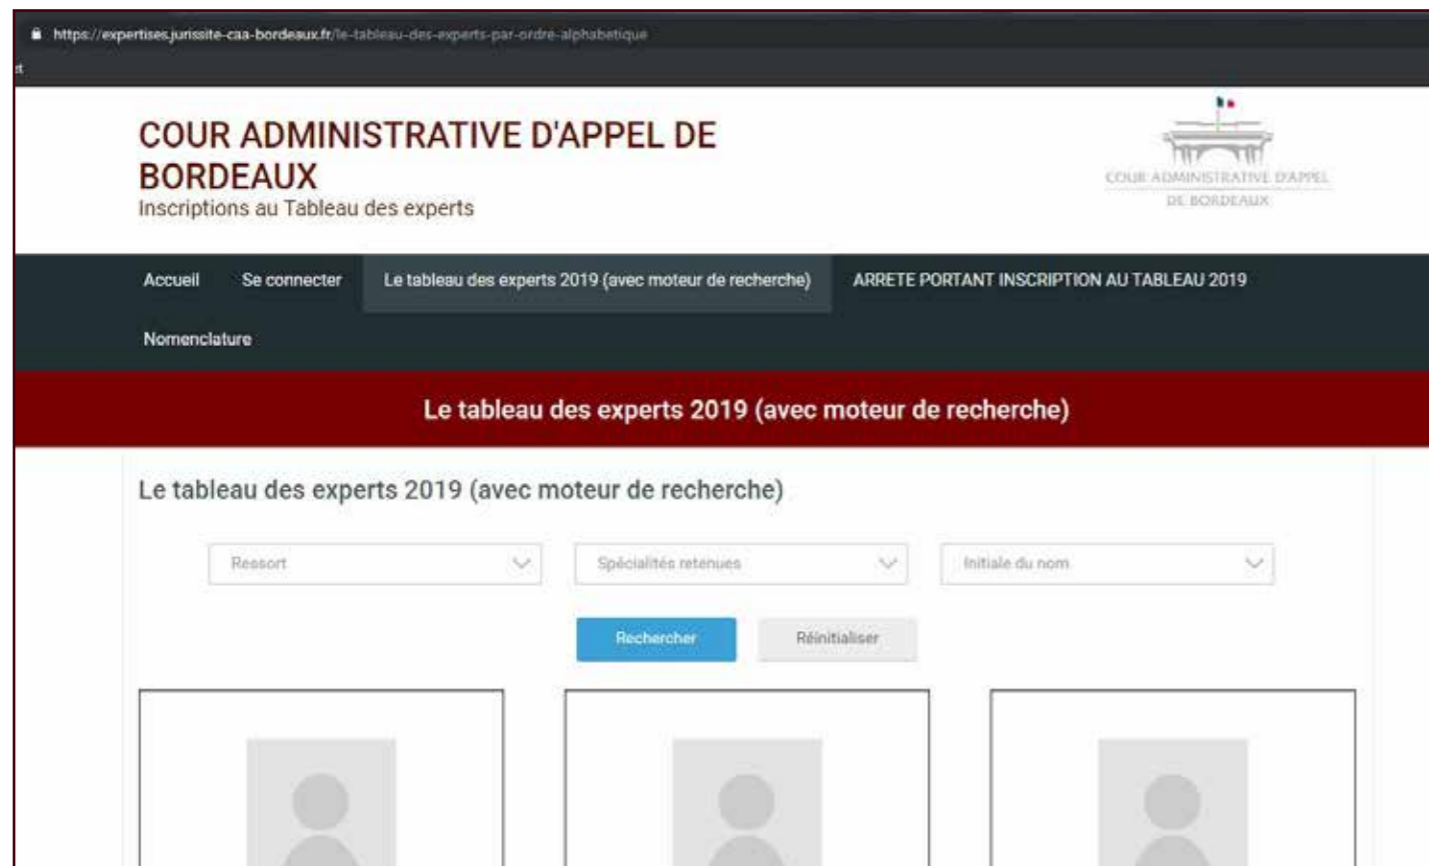 https://expertises.jurissite-caa-bordeaux.fr/le-tableau-des-experts-par-ordre-alphabetique
et
COUR ADMINISTRATIVE D'APPEL DE
BORDEAUX
Inscriptions au Tableau des experts
COUR ADMINISTRATIVE D'APPEL
DE BORDEAUX
Accueil Se connecter Le tableau des experts 2019 (avec moteur de recherche) ARRETE PORTANT INSCRIPTION AU TABLEAU 2019
Nomenclature
Le tableau des experts 2019 (avec moteur de recherche)
Le tableau des experts 2019 (avec moteur de recherche)
Ressort Spécialités retenues Initiale du nom
Rechercher Réinitialiser